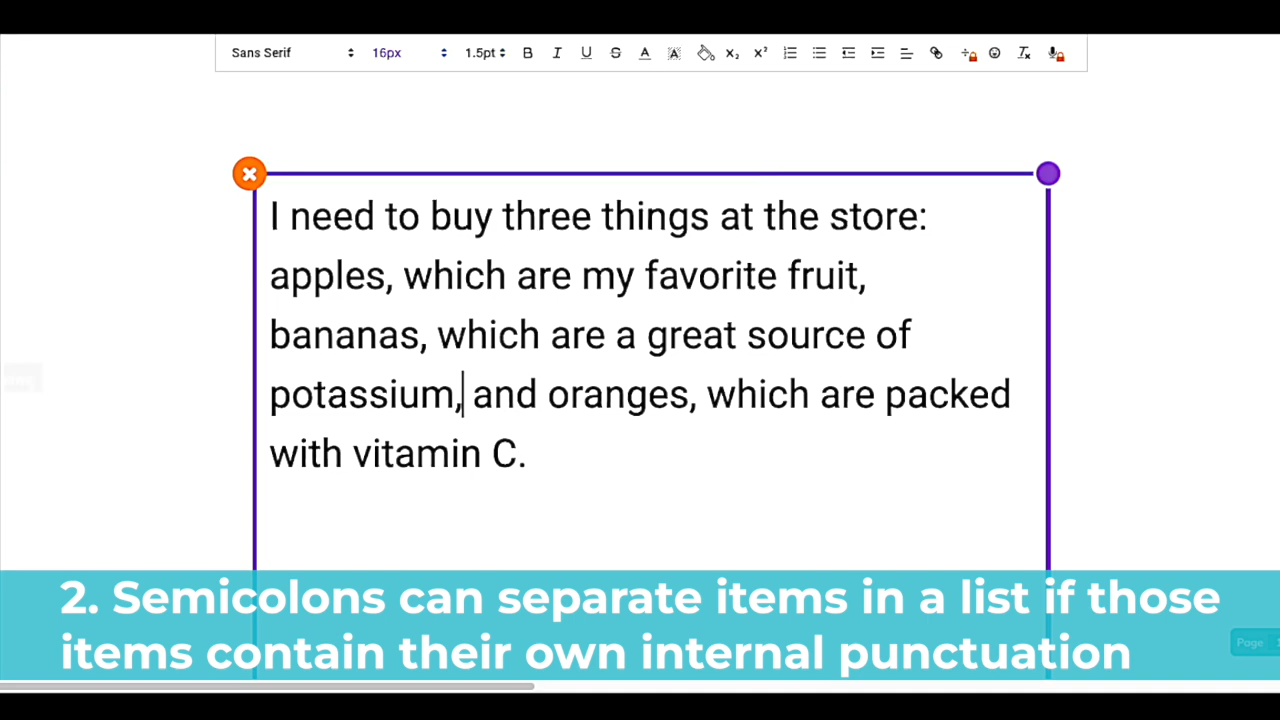 Sans Serif 16px 1.5pt B I U S A A X₂ X²
I need to buy three things at the store:
apples, which are my favorite fruit,
bananas, which are a great source of
potassium, and oranges, which are packed
with vitamin C.
2. Semicolons can separate items in a list if those
items contain their own internal punctuation
Page